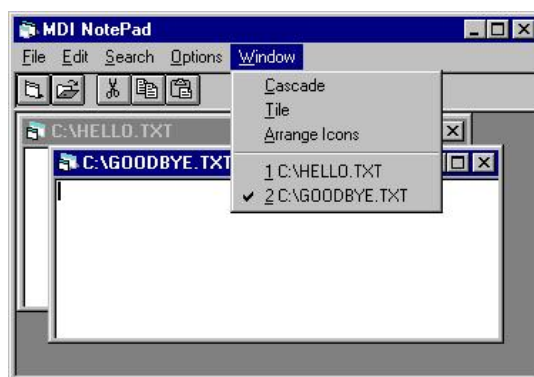 MDI NotePad
File Edit Search Options Window
Cascade
Tile
Arrange Icons
C:\HELLO.TXT
C:\GOODBYE.TXT
1 C:\HELLO.TXT
2 C:\GOODBYE.TXT